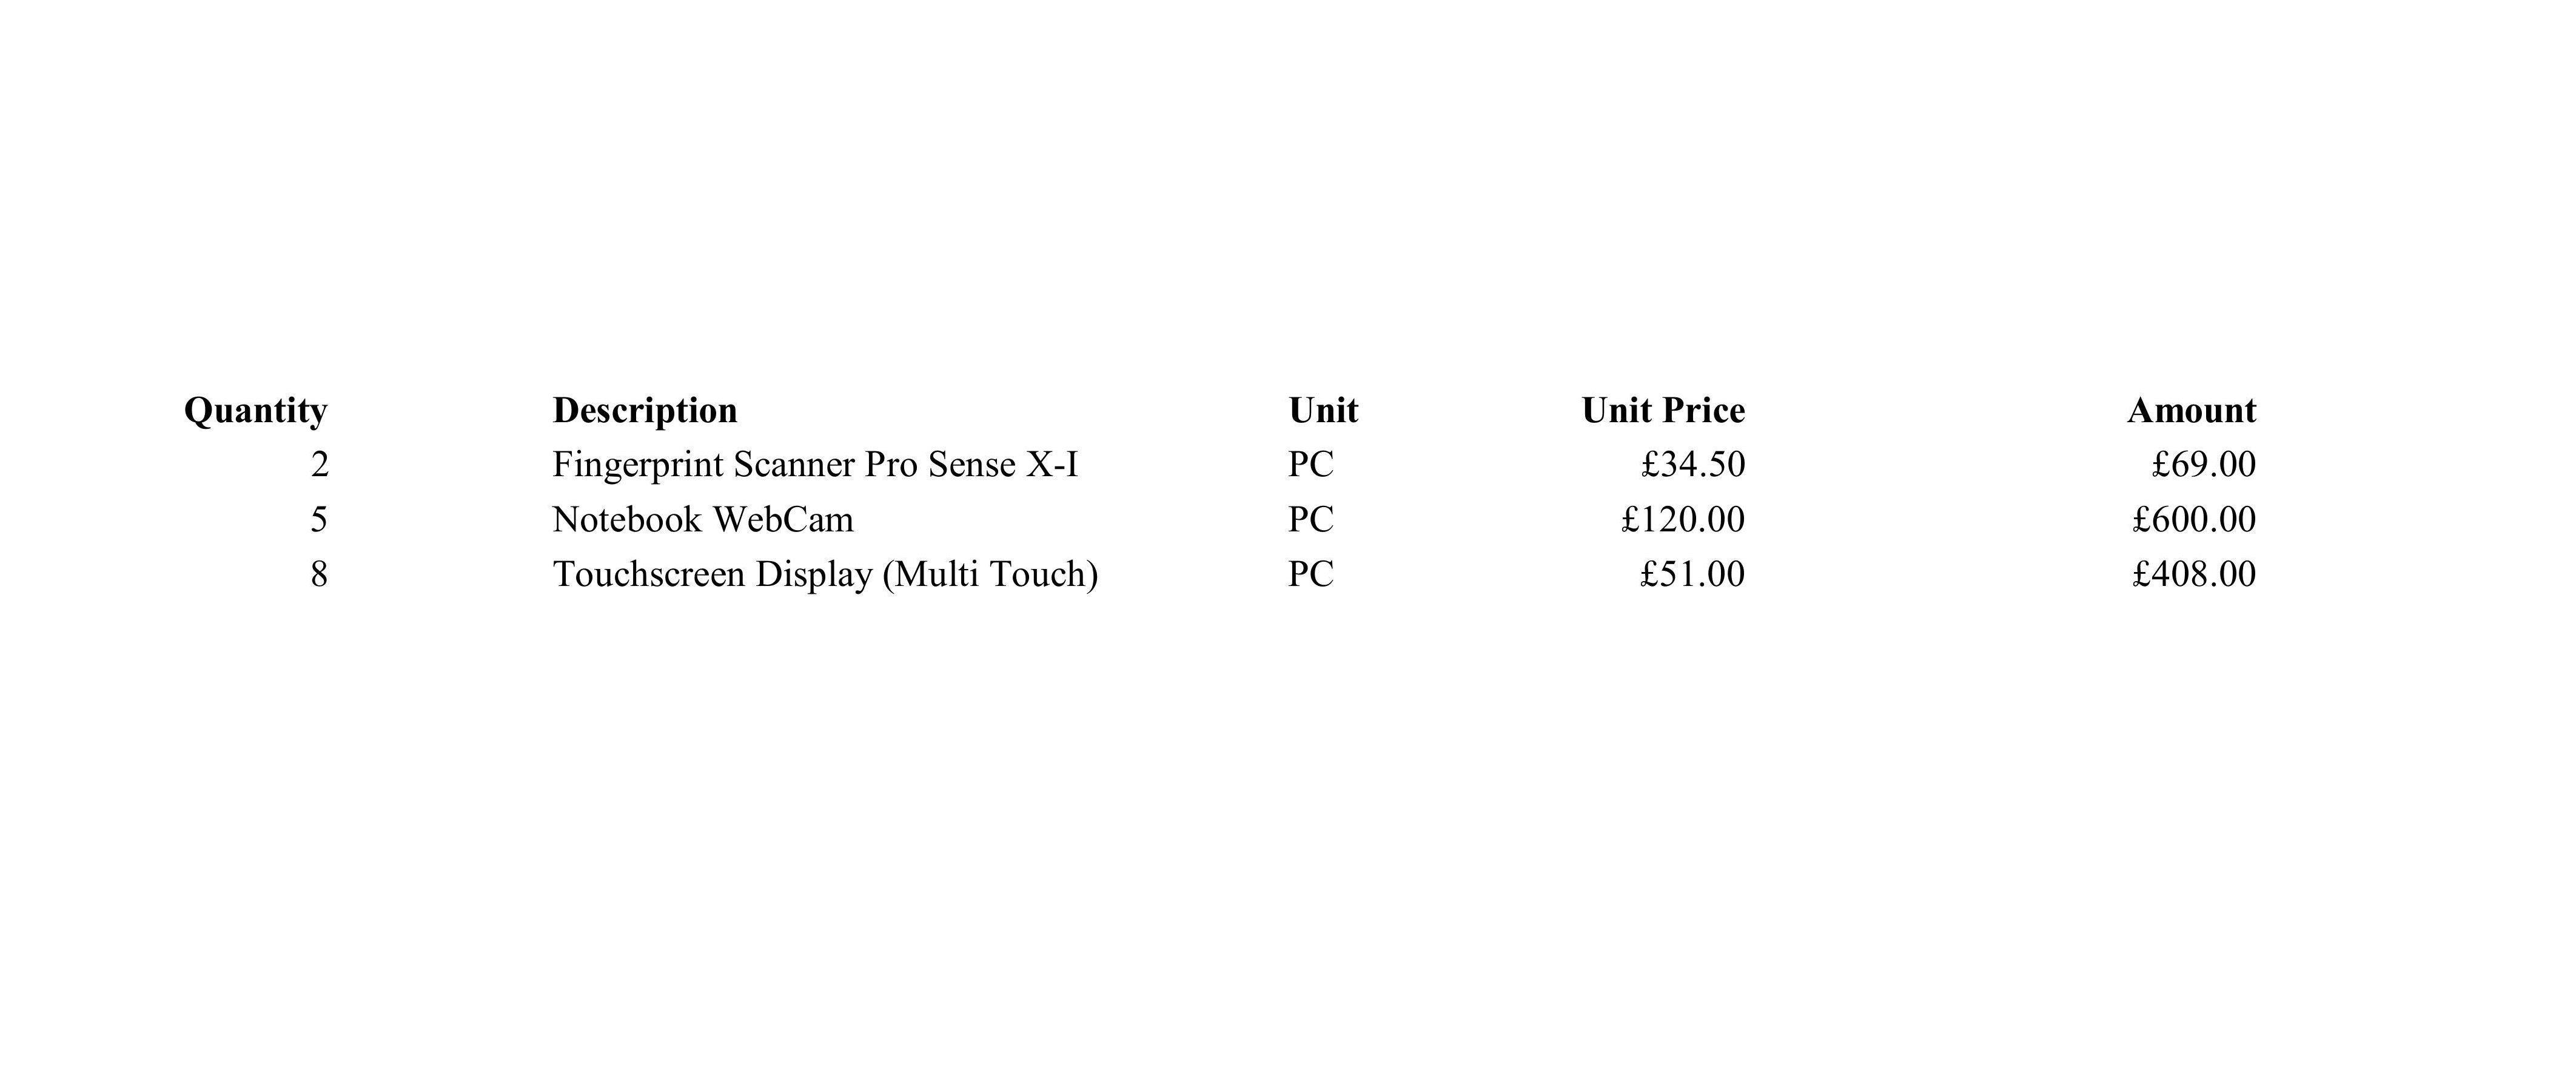 Quantity Description Unit Unit Price Amount
2 Fingerprint Scanner Pro Sense X-I PC £34.50 £69.00
5 Notebook WebCam PC £120.00 £600.00
8 Touchscreen Display (Multi Touch) PC £51.00 £408.00